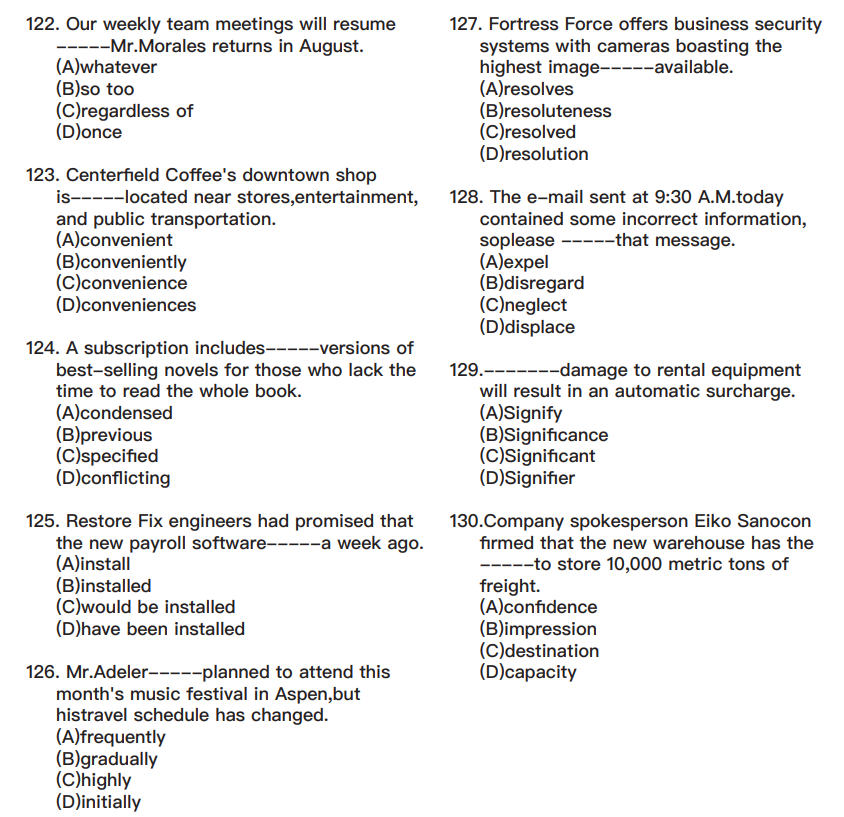 122. Our weekly team meetings will resume
-----Mr.Morales returns in August.
(A)whatever
(B)so too
(C)regardless of
(D)once
123. Centerfield Coffee's downtown shop
is-----located near stores,entertainment,
and public transportation.
(A)convenient
(B)conveniently
(C)convenience
(D)conveniences
124. A subscription includes-----versions of
best-selling novels for those who lack the
time to read the whole book.
(A)condensed
(B)previous
(C)specified
(D)conflicting
125. Restore Fix engineers had promised that
the new payroll software-----a week ago.
(A)install
(B)installed
(C)would be installed
(D)have been installed
126. Mr.Adeler-----planned to attend this
month's music festival in Aspen,but
histravel schedule has changed.
(A)frequently
(B)gradually
(C)highly
(D)initially
127. Fortress Force offers business security
systems with cameras boasting the
highest image-----available.
(A)resolves
(B)resoluteness
(C)resolved
(D)resolution
128. The e-mail sent at 9:30 A.M.today
contained some incorrect information,
soplease -----that message.
(A)expel
(B)disregard
(C)neglect
(D)displace
129.-------damage to rental equipment
will result in an automatic surcharge.
(A)Signify
(B)Significance
(C)Significant
(D)Signifier
130.Company spokesperson Eiko Sanocon
firmed that the new warehouse has the
-----to store 10,000 metric tons of
freight.
(A)confidence
(B)impression
(C)destination
(D)capacity